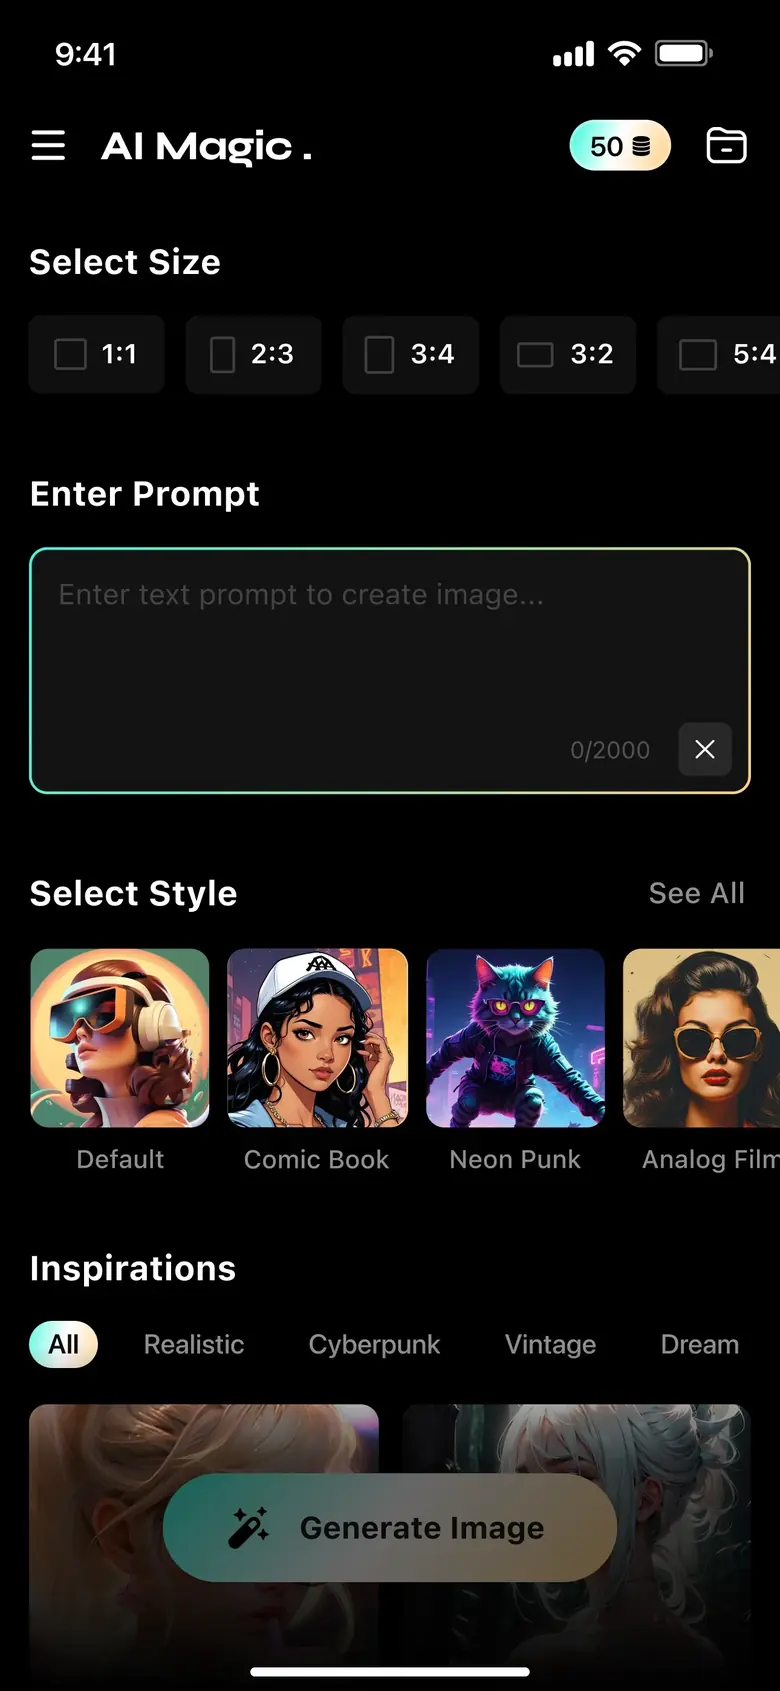 9:41
AI Magic .
50
Select Size
1:1 2:3 3:4 3:2 5:4
Enter Prompt
Enter text prompt to create image...
0/2000
Select Style See All
Default Comic Book Neon Punk Analog Film
Inspirations
All Realistic Cyberpunk Vintage Dream
Generate Image